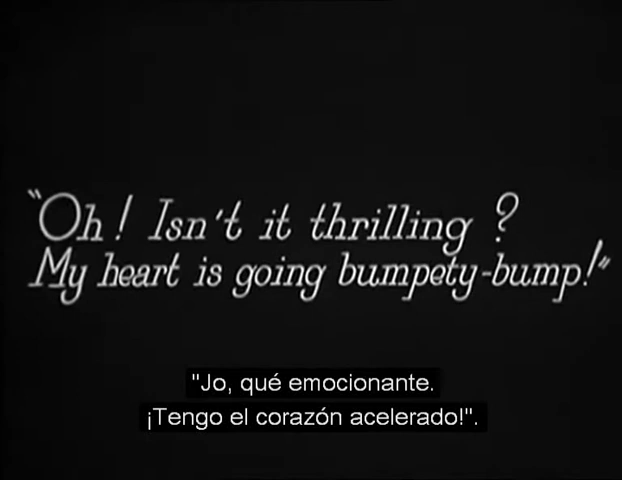 "Oh! Isn't it thrilling?
My heart is going bumpety-bump!"
"Jo, qué emocionante.
¡Tengo el corazón acelerado!".